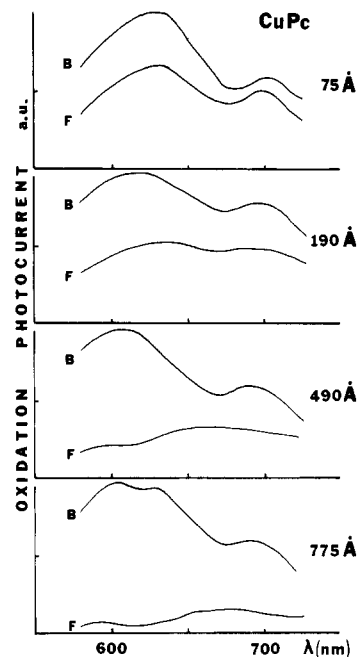 CuPc
B
F
75 Å
a.u.
B
F
190 Å
B
F
490 Å
B
F
775 Å
OXIDATION PHOTOCURRENT
600 700 λ(nm)